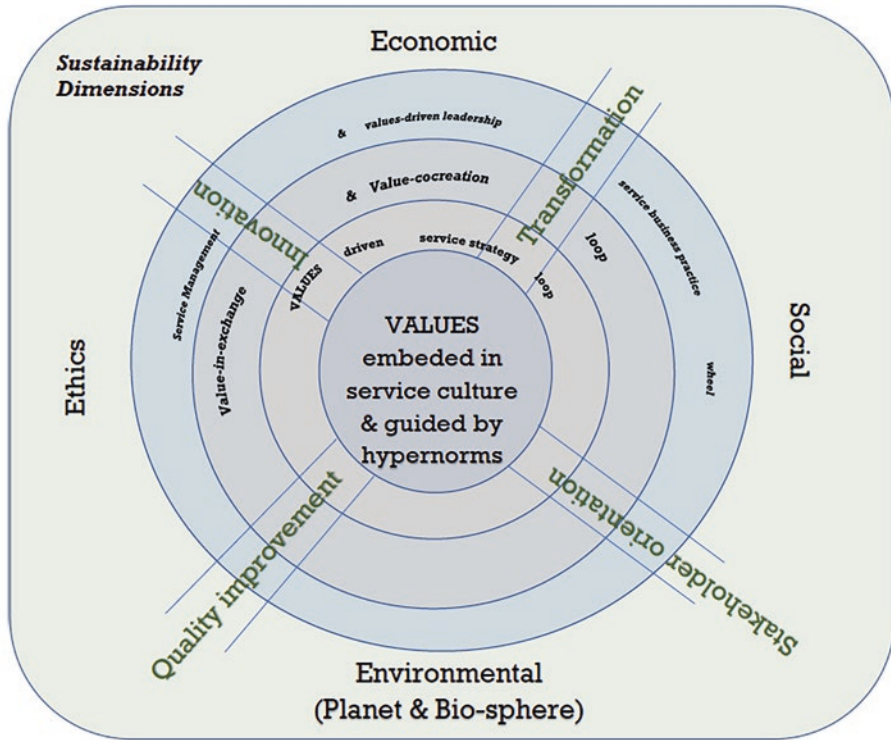 Economic
Sustainability
Dimensions
Service Management & values-driven leadership service business practice wheel
Value-in-exchange & Value-cocreation loop
VALUES driven service strategy loop
Innovation
Transformation
VALUES
embeded in
service culture
& guided by
hypernorms
Ethics
Social
Quality improvement
Stakeholder orientation
Environmental
(Planet & Bio-sphere)